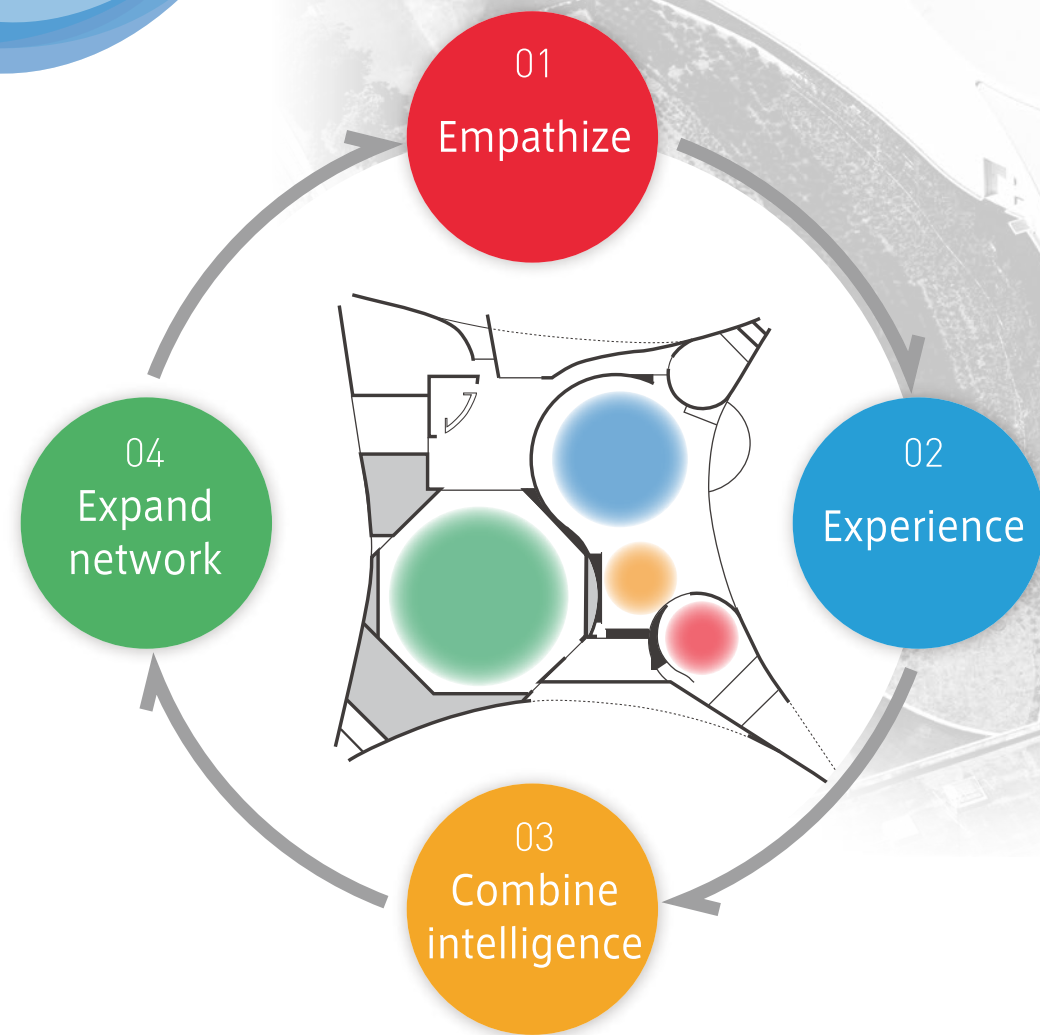 01
Empathize
02
Experience
03
Combine
intelligence
04
Expand
network